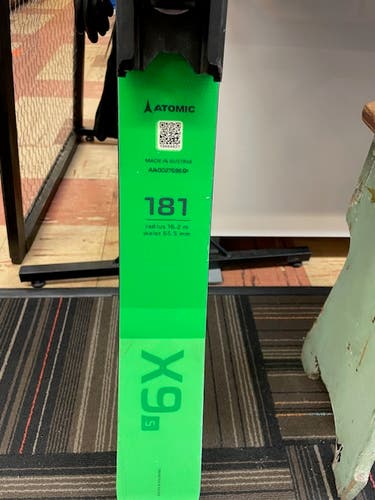 ATOMIC
MADE IN AUSTRIA
181
radius 16.2 m
waist 65.5 mm
X9
S